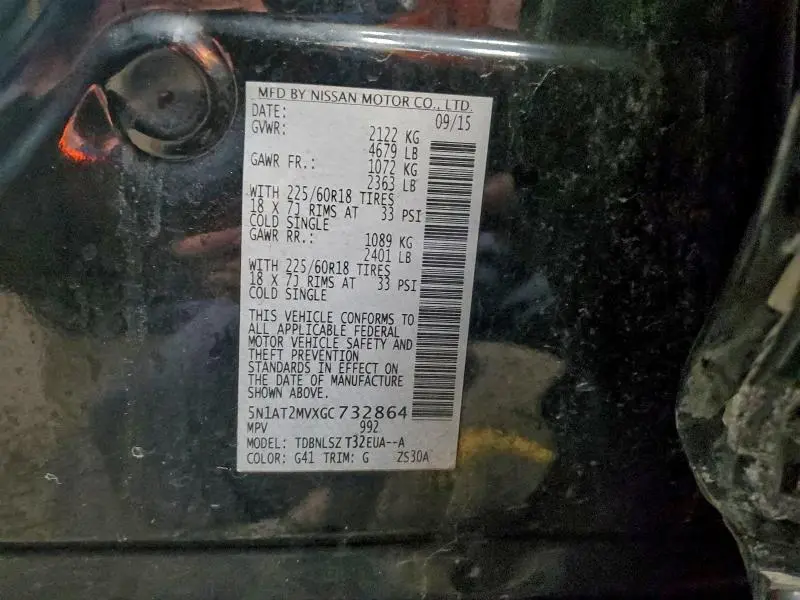 MFD BY NISSAN MOTOR CO., LTD.
DATE: 09/15
GVWR: 2122 KG
4679 LB
GAWR FR.: 1072 KG
2363 LB
WITH 225/60R18 TIRES
18 X 7J RIMS AT 33 PSI
COLD SINGLE
GAWR RR.: 1089 KG
2401 LB
WITH 225/60R18 TIRES
18 X 7J RIMS AT 33 PSI
COLD SINGLE
THIS VEHICLE CONFORMS TO
ALL APPLICABLE FEDERAL
MOTOR VEHICLE SAFETY AND
THEFT PREVENTION
STANDARDS IN EFFECT ON
THE DATE OF MANUFACTURE
SHOWN ABOVE.
5N1AT2MVXGC732864
MPV 992
MODEL: TDBNLSZ T32EUA--A
COLOR: G41 TRIM: G ZS30A